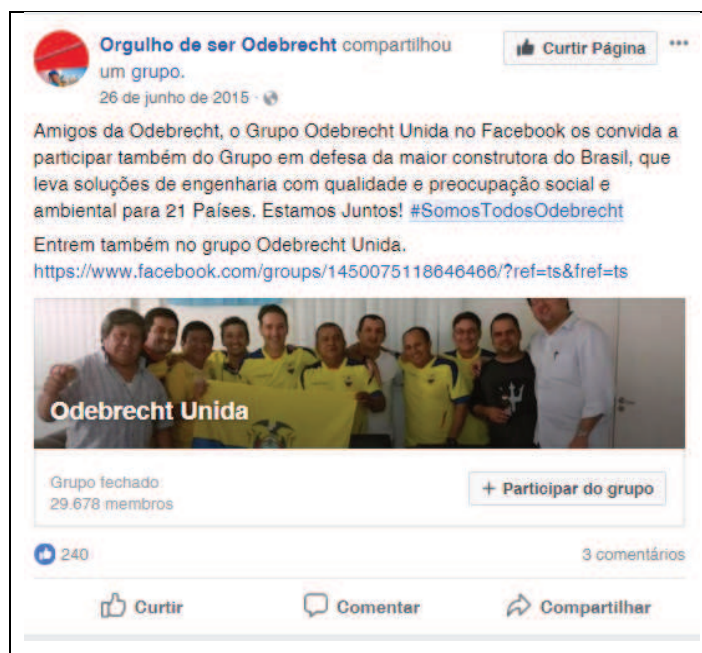 Orgulho de ser Odebrecht compartilhou
um grupo.
26 de junho de 2015 ·
Curtir Página
Amigos da Odebrecht, o Grupo Odebrecht Unida no Facebook os convida a
participar também do Grupo em defesa da maior construtora do Brasil, que
leva soluções de engenharia com qualidade e preocupação social e
ambiental para 21 Países. Estamos Juntos! #SomosTodosOdebrecht
Entrem também no grupo Odebrecht Unida.
https://www.facebook.com/groups/1450075118646466/?ref=ts&fref=ts
Odebrecht Unida
Grupo fechado
29.678 membros
+ Participar do grupo
240
3 comentários
Curtir
Comentar
Compartilhar